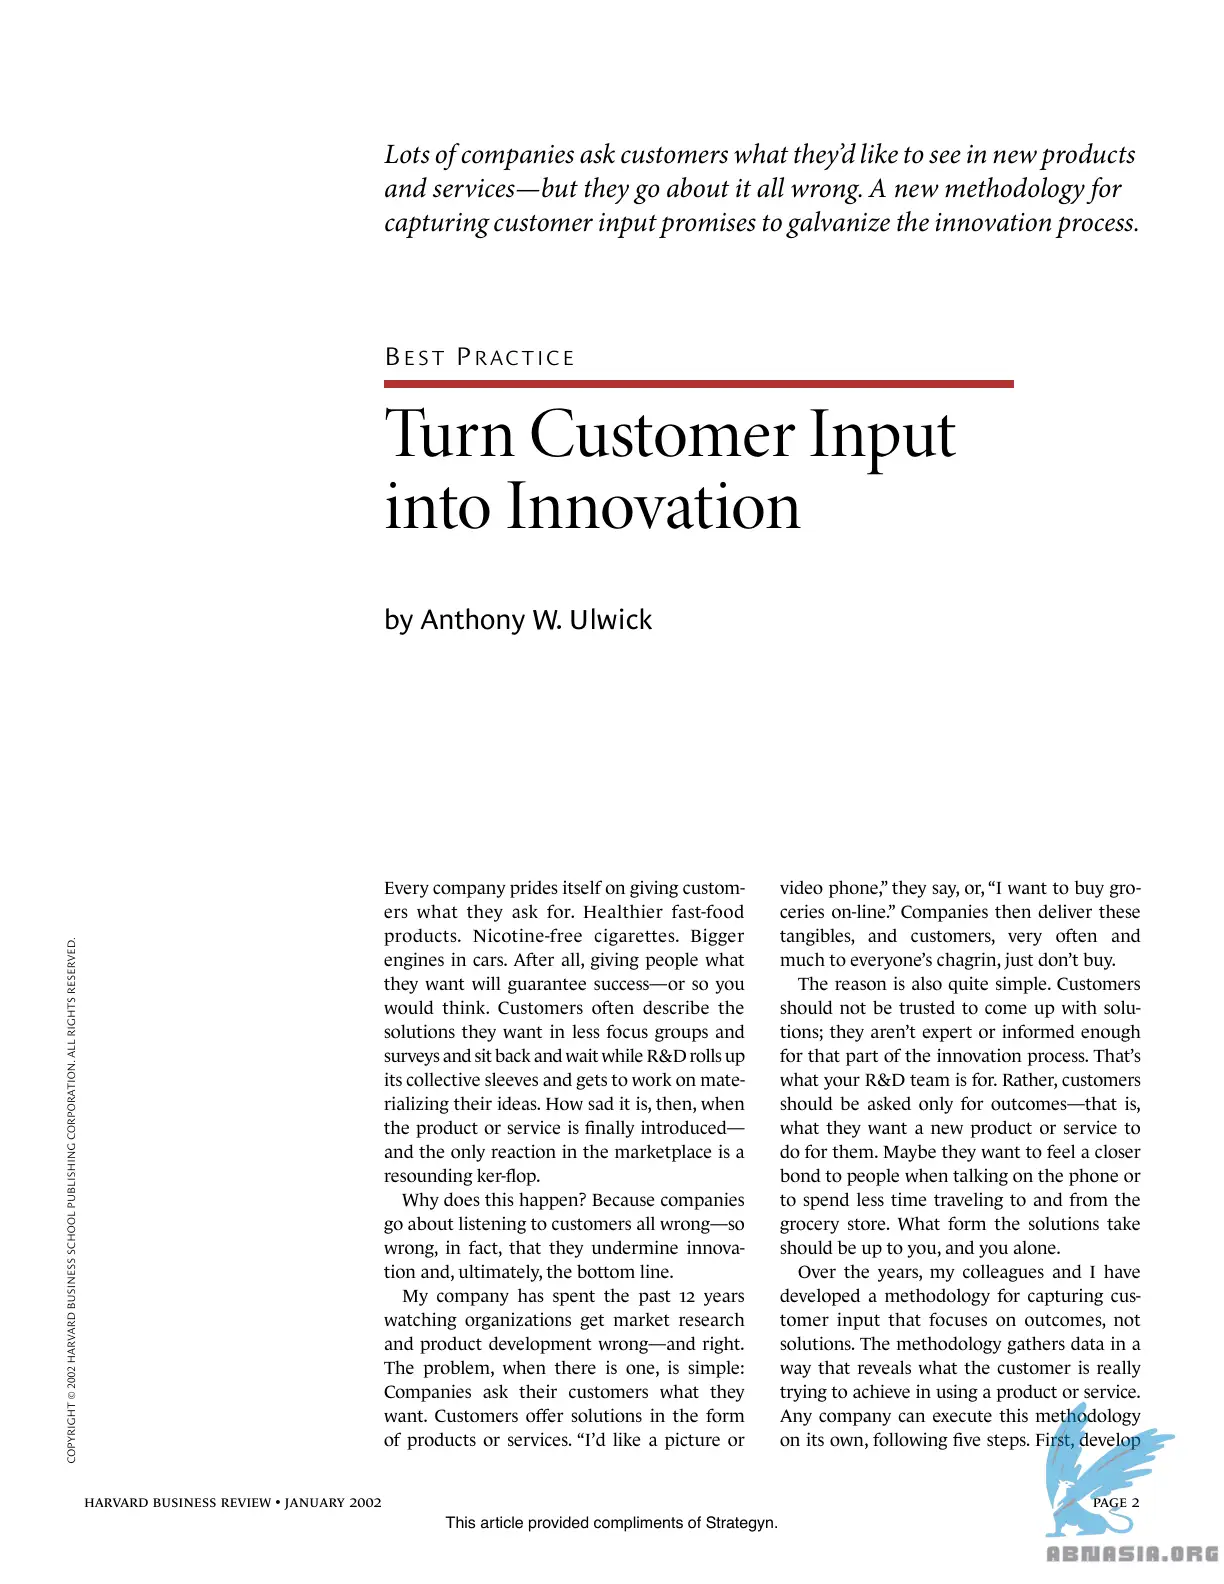 Lots of companies ask customers what they’d like to see in new products
and services—but they go about it all wrong. A new methodology for
capturing customer input promises to galvanize the innovation process.
BEST PRACTICE
Turn Customer Input
into Innovation
by Anthony W. Ulwick
Every company prides itself on giving custom-
ers what they ask for. Healthier fast-food
products. Nicotine-free cigarettes. Bigger
engines in cars. After all, giving people what
they want will guarantee success—or so you
would think. Customers often describe the
solutions they want in less focus groups and
surveys and sit back and wait while R&D rolls up
its collective sleeves and gets to work on mate-
rializing their ideas. How sad it is, then, when
the product or service is finally introduced—
and the only reaction in the marketplace is a
resounding ker-flop.
Why does this happen? Because companies
go about listening to customers all wrong—so
wrong, in fact, that they undermine innova-
tion and, ultimately, the bottom line.
My company has spent the past 12 years
watching organizations get market research
and product development wrong—and right.
The problem, when there is one, is simple:
Companies ask their customers what they
want. Customers offer solutions in the form
of products or services. “I’d like a picture or
video phone,” they say, or, “I want to buy gro-
ceries on-line.” Companies then deliver these
tangibles, and customers, very often and
much to everyone’s chagrin, just don’t buy.
The reason is also quite simple. Customers
should not be trusted to come up with solu-
tions; they aren’t expert or informed enough
for that part of the innovation process. That’s
what your R&D team is for. Rather, customers
should be asked only for outcomes—that is,
what they want a new product or service to
do for them. Maybe they want to feel a closer
bond to people when talking on the phone or
to spend less time traveling to and from the
grocery store. What form the solutions take
should be up to you, and you alone.
Over the years, my colleagues and I have
developed a methodology for capturing cus-
tomer input that focuses on outcomes, not
solutions. The methodology gathers data in a
way that reveals what the customer is really
trying to achieve in using a product or service.
Any company can execute this methodology
on its own, following five steps. First, develop
COPYRIGHT © 2002 HARVARD BUSINESS SCHOOL PUBLISHING CORPORATION. ALL RIGHTS RESERVED.
HARVARD BUSINESS REVIEW • JANUARY 2002
PAGE 2
This article provided compliments of Strategyn.
ABNASIA.ORG